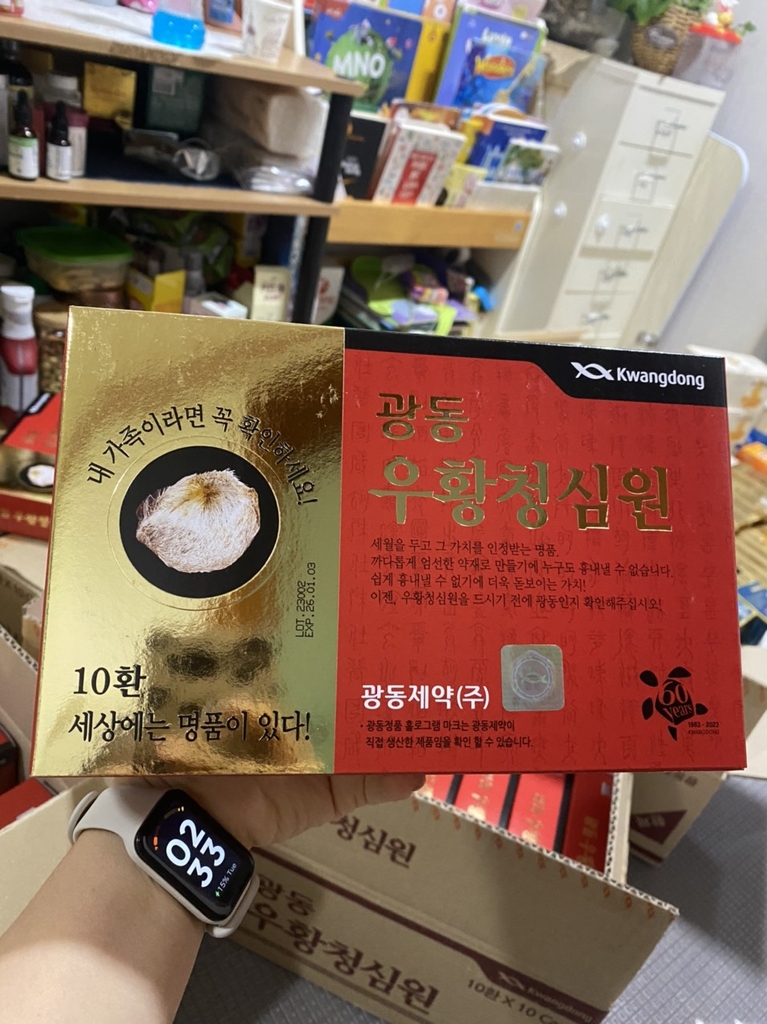 MNO
Kwangdong
내 가족이라면 꼭 확인하세요!
광동
우황청심원
세월을 두고 그 가치를 인정받는 명품,
까다롭게 엄선한 약재로 만들기에 누구도 흉내낼 수 없습니다.
쉽게 흉내낼 수 없기에 더욱 돋보이는 가치!
이젠, 우황청심원을 드시기 전에 광동인지 확인해주십시오!
LOT. 23002
EXP. 26.01.03
10환
세상에는 명품이 있다!
광동제약(주)
· 광동정품 홀로그램 마크는 광동제약이
직접 생산한 제품임을 확인 할 수 있습니다.
60
Years
1963 - 2023
KWANGDONG
02
33
15% Tue
청심원
광동
우황청심원
Kwangdong
10환 X 10